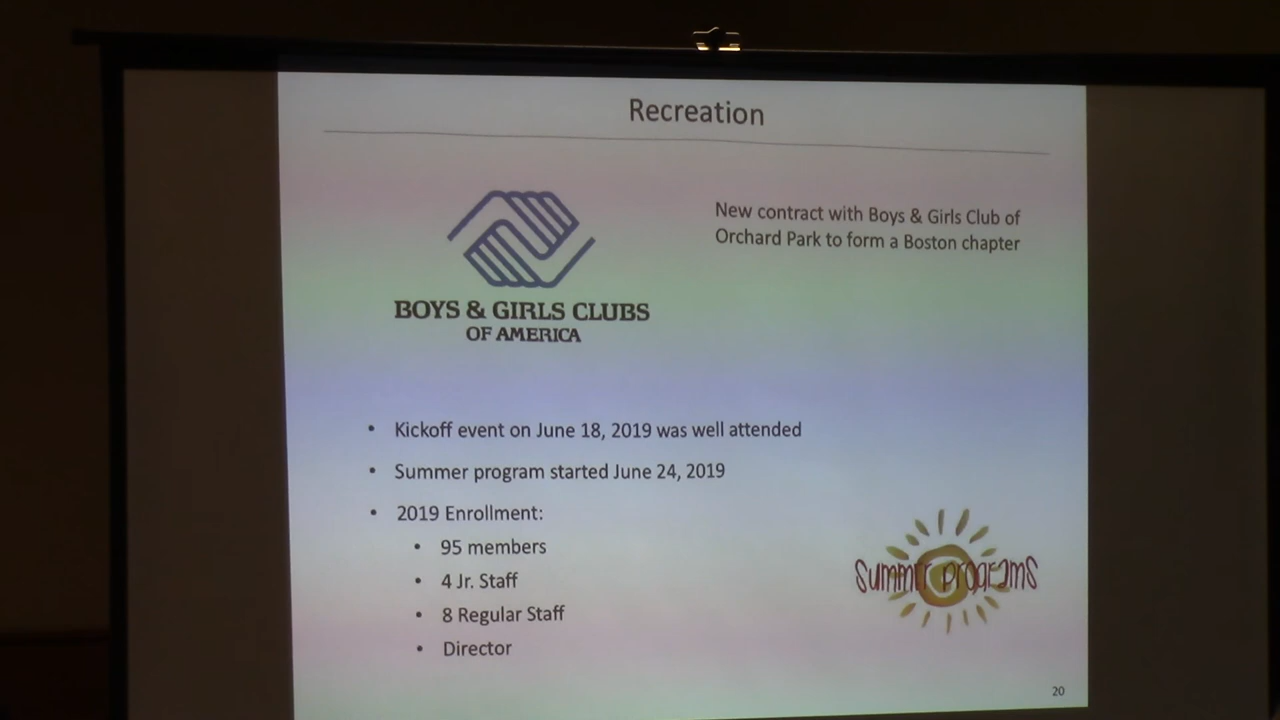 Recreation
BOYS & GIRLS CLUBS
OF AMERICA
New contract with Boys & Girls Club of
Orchard Park to form a Boston chapter
• Kickoff event on June 18, 2019 was well attended
• Summer program started June 24, 2019
• 2019 Enrollment:
• 95 members
• 4 Jr. Staff
• 8 Regular Staff
• Director
Summer programs
20